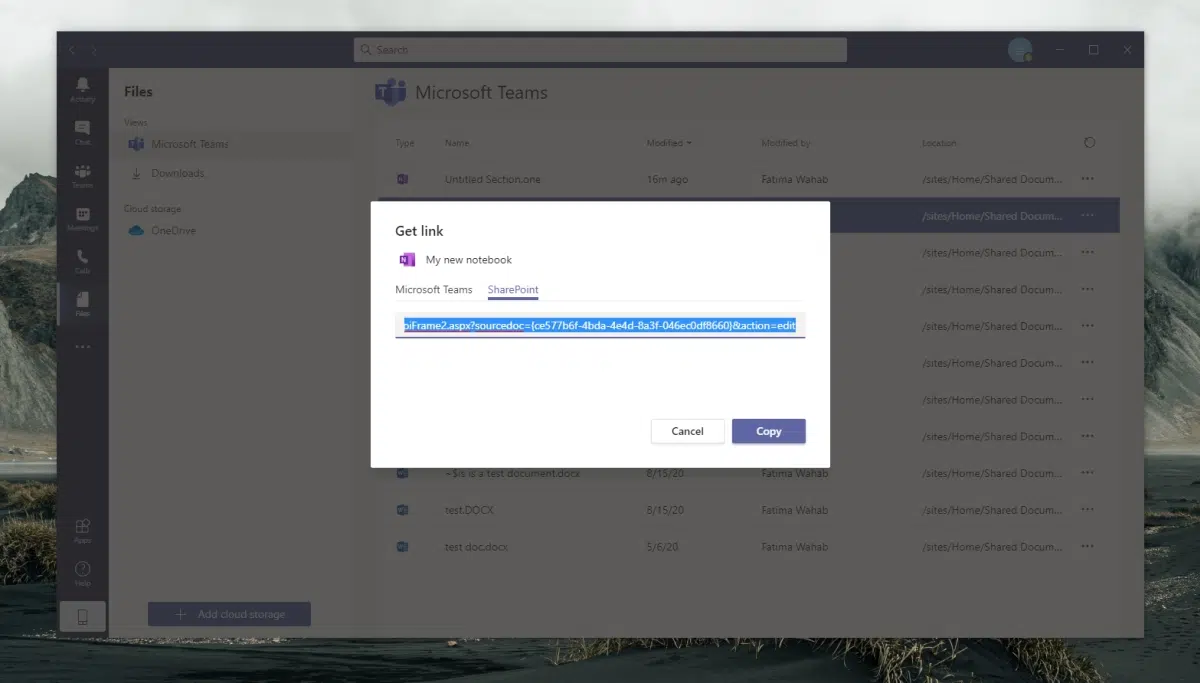 Search
Activity
Chat
Teams
Meetings
Calls
Files
Apps
Help
Files
Views
Microsoft Teams
Downloads
Cloud storage
OneDrive
Add cloud storage
Microsoft Teams
Type Name Modified Modified by Location
Untitled Section.one 16m ago Fatima Wahab /sites/Home/Shared Docum...
/sites/Home/Shared Docum...
/sites/Home/Shared Docum...
/sites/Home/Shared Docum...
/sites/Home/Shared Docum...
/sites/Home/Shared Docum...
/sites/Home/Shared Docum...
/sites/Home/Shared Docum...
~$is is a test document.docx 8/15/20 Fatima Wahab /sites/Home/Shared Docum...
test.DOCX 8/15/20 Fatima Wahab /sites/Home/Shared Docum...
test doc.docx 5/6/20 Fatima Wahab /sites/Home/Shared Docum...
Get link
My new notebook
Microsoft Teams SharePoint
piFrame2.aspx?sourcedoc={ce577b6f-4bda-4e4d-8a3f-046ec0df8660}&action=edit
Cancel Copy